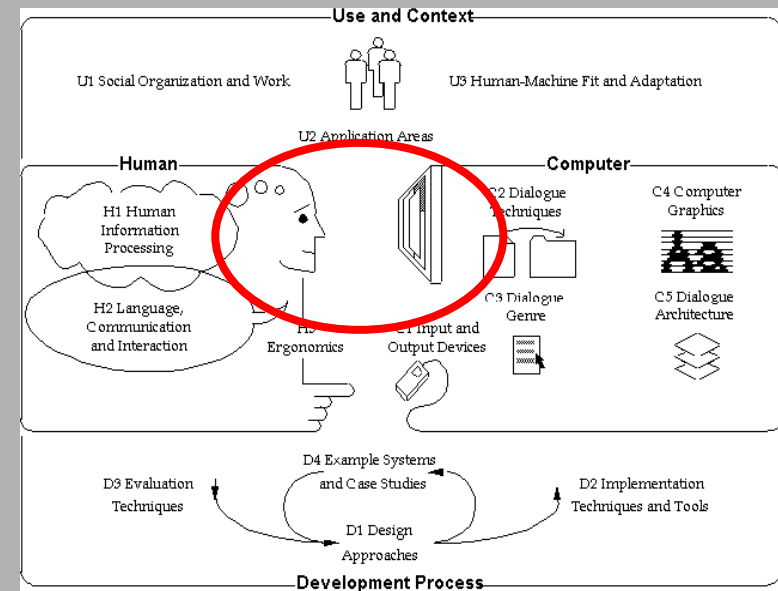 Use and Context
U1 Social Organization and Work
U3 Human-Machine Fit and Adaptation
U2 Application Areas
Human
Computer
H1 Human
Information
Processing
C2 Dialogue
Techniques
C4 Computer
Graphics
Aa
H2 Language,
Communication
and Interaction
C3 Dialogue
Genre
C5 Dialogue
Architecture
H3
Ergonomics
C1 Input and
Output Devices
D4 Example Systems
and Case Studies
D3 Evaluation
Techniques
D2 Implementation
Techniques and Tools
D1 Design
Approaches
Development Process